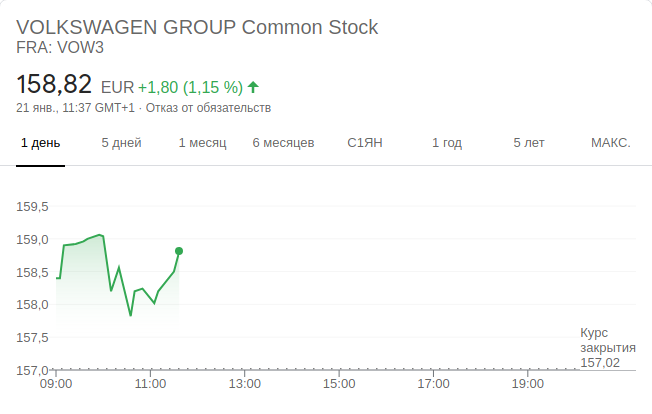 VOLKSWAGEN GROUP Common Stock
FRA: VOW3
158,82 EUR +1,80 (1,15 %)
21 янв., 11:37 GMT+1 · Отказ от обязательств
1 день 5 дней 1 месяц 6 месяцев С1ЯН 1 год 5 лет МАКС.
159,5
159,0
158,5
158,0
157,5
Курс
закрытия
157,02
157,0
09:00 11:00 13:00 15:00 17:00 19:00